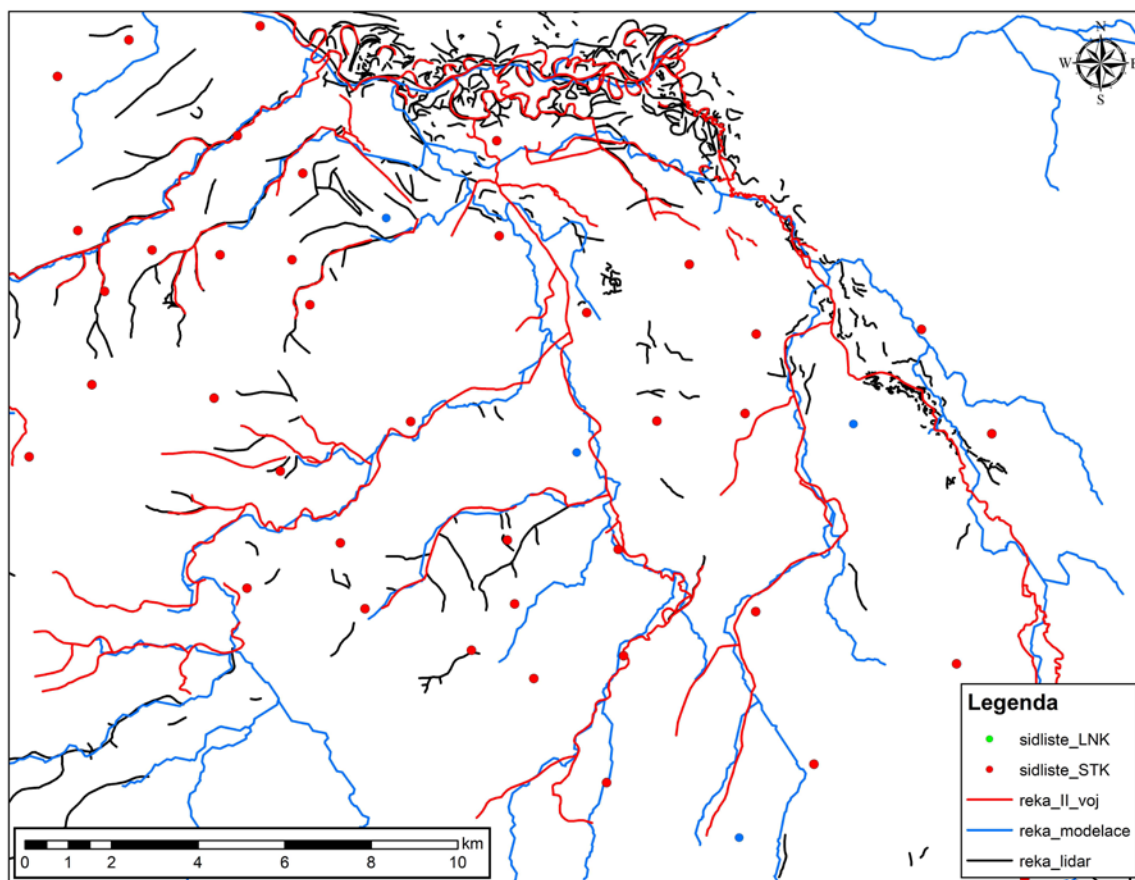 N
W E
S
Legenda
sidliste_LNK
sidliste_STK
reka_II_voj
reka_modelace
reka_lidar
km
0 1 2 4 6 8 10